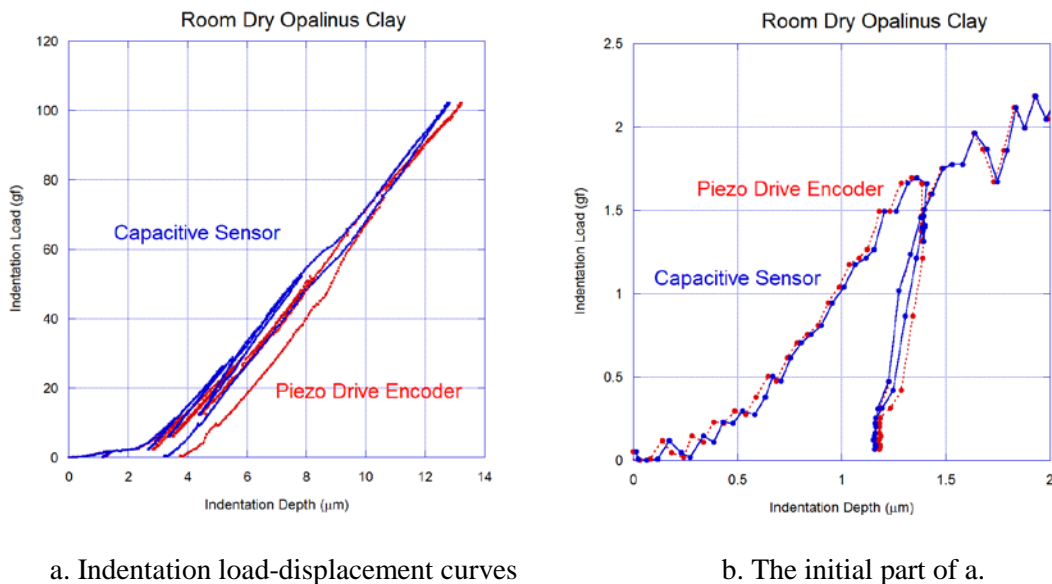 Room Dry Opalinus Clay
120
100
80
60
40
20
0
Indentation Load (gf)
Capacitive Sensor
Piezo Drive Encoder
0 2 4 6 8 10 12 14
Indentation Depth (μm)
a. Indentation load-displacement curves
Room Dry Opalinus Clay
2.5
2
1.5
1
0.5
0
Indentation Load (gf)
Piezo Drive Encoder
Capacitive Sensor
0 0.5 1 1.5 2
Indentation Depth (μm)
b. The initial part of a.